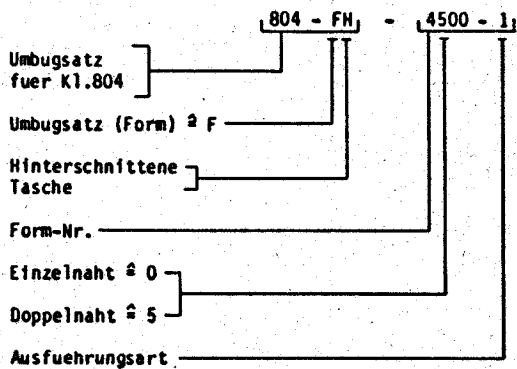 804 - FH - 4500 - 1
Umbugsatz
fuer Kl.804
Umbugsatz (Form) ≙ F
Hinterschnittene
Tasche
Form-Nr.
Einzelnaht ≙ 0
Doppelnaht ≙ 5
Ausfuehrungsart